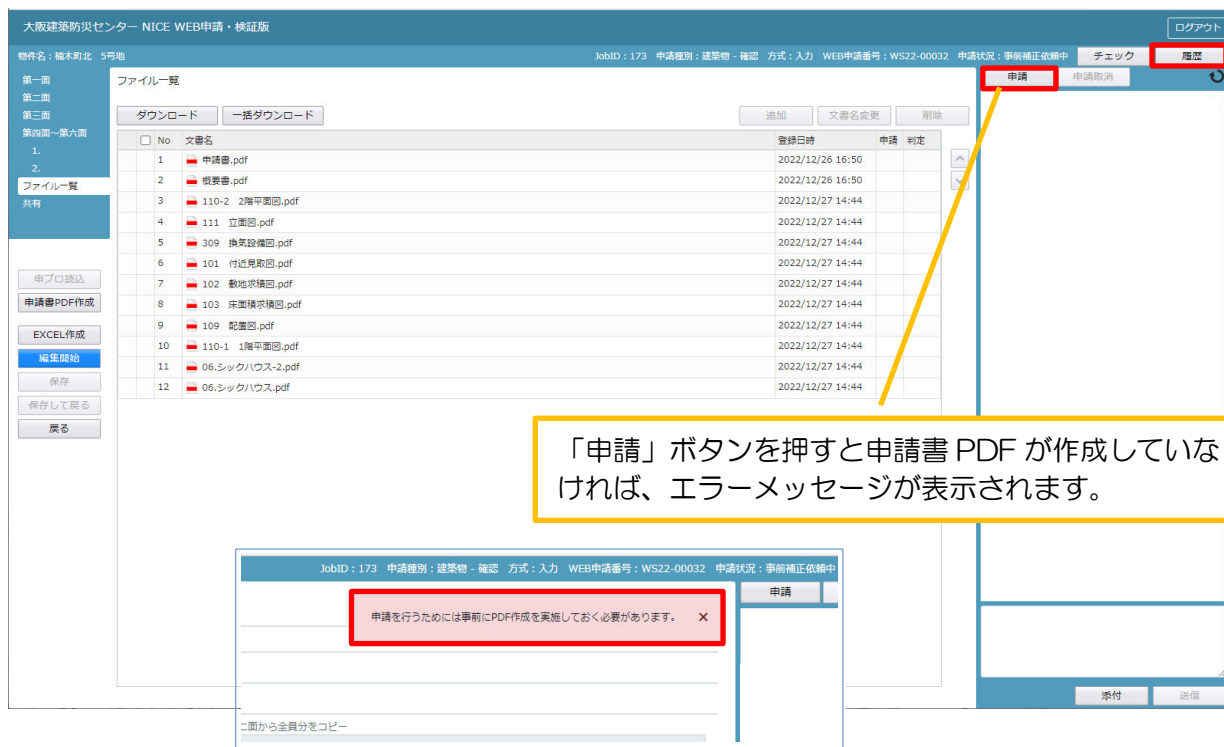 大阪建築防災センター NICE WEB申請・検証版
ログアウト
物件名：楠木町北 5号地
JobID：173 申請種別：建築物 - 確認 方式：入力 WEB申請番号：WS22-00032 申請状況：事前補正依頼中
チェック
履歴
第一面
第二面
第三面
第四面～第六面
1.
2.
ファイル一覧
共有
ファイル一覧
申請
申請取消
ダウンロード
一括ダウンロード
追加
文書名変更
削除
No 文書名 登録日時 申請 判定
1 申請書.pdf 2022/12/26 16:50
2 概要書.pdf 2022/12/26 16:50
3 110-2 2階平面図.pdf 2022/12/27 14:44
4 111 立面図.pdf 2022/12/27 14:44
5 309 換気設備図.pdf 2022/12/27 14:44
6 101 付近見取図.pdf 2022/12/27 14:44
7 102 敷地求積図.pdf 2022/12/27 14:44
8 103 床面積求積図.pdf 2022/12/27 14:44
9 109 配置図.pdf 2022/12/27 14:44
10 110-1 1階平面図.pdf 2022/12/27 14:44
11 06.シックハウス-2.pdf 2022/12/27 14:44
12 06.シックハウス.pdf 2022/12/27 14:44
申プロ読込
申請書PDF作成
EXCEL作成
編集開始
保存
保存して戻る
戻る
「申請」ボタンを押すと申請書 PDF が作成していな
ければ、エラーメッセージが表示されます。
JobID：173 申請種別：建築物 - 確認 方式：入力 WEB申請番号：WS22-00032 申請状況：事前補正依頼中
申請
申請を行うためには事前にPDF作成を実施しておく必要があります。 ×
二面から全員分をコピー
添付
送信